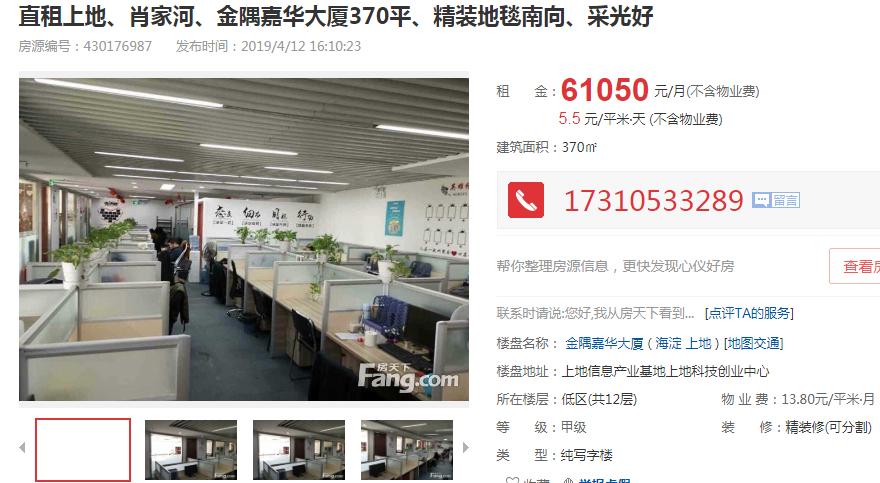 直租上地、肖家河、金隅嘉华大厦370平、精装地毯南向、采光好
房源编号：430176987 发布时间：2019/4/12 16:10:23
租 金：61050 元/月(不含物业费)
5.5 元/平米·天 (不含物业费)
建筑面积：370㎡
17310533289 留言
帮你整理房源信息，更快发现心仪好房
查看房
联系时请说:您好,我从房天下看到... [点评TA的服务]
楼盘名称： 金隅嘉华大厦 ( 海淀 上地 ) [地图交通]
楼盘地址：上地信息产业基地上地科技创业中心
所在楼层：低区(共12层) 物 业 费：13.80元/平米·月
等 级：甲级 装 修：精装修(可分割)
类 型：纯写字楼
房天下
Fang.com